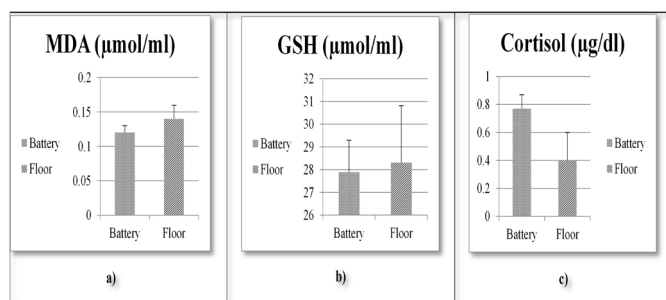 MDA (μmol/ml)
0.2
0.15
0.1
0.05
0
Battery
Floor
Battery
Floor
a)
GSH (μmol/ml)
32
31
30
29
28
27
26
Battery
Floor
Battery
Floor
b)
Cortisol (μg/dl)
1
0.8
0.6
0.4
0.2
0
Battery
Floor
Battery
Floor
c)